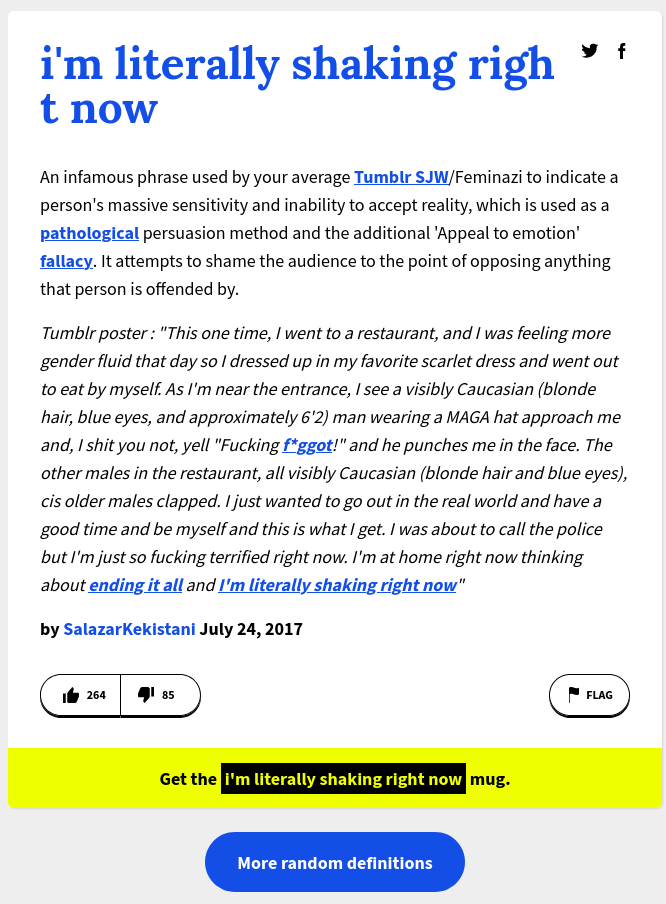 i'm literally shaking righ
t now
An infamous phrase used by your average Tumblr SJW/Feminazi to indicate a
person's massive sensitivity and inability to accept reality, which is used as a
pathological persuasion method and the additional 'Appeal to emotion'
fallacy. It attempts to shame the audience to the point of opposing anything
that person is offended by.
Tumblr poster : "This one time, I went to a restaurant, and I was feeling more
gender fluid that day so I dressed up in my favorite scarlet dress and went out
to eat by myself. As I'm near the entrance, I see a visibly Caucasian (blonde
hair, blue eyes, and approximately 6'2) man wearing a MAGA hat approach me
and, I shit you not, yell "Fucking f*ggot!" and he punches me in the face. The
other males in the restaurant, all visibly Caucasian (blonde hair and blue eyes),
cis older males clapped. I just wanted to go out in the real world and have a
good time and be myself and this is what I get. I was about to call the police
but I'm just so fucking terrified right now. I'm at home right now thinking
about ending it all and I'm literally shaking right now"
by SalazarKekistani July 24, 2017
264 85 FLAG
Get the i'm literally shaking right now mug.
More random definitions